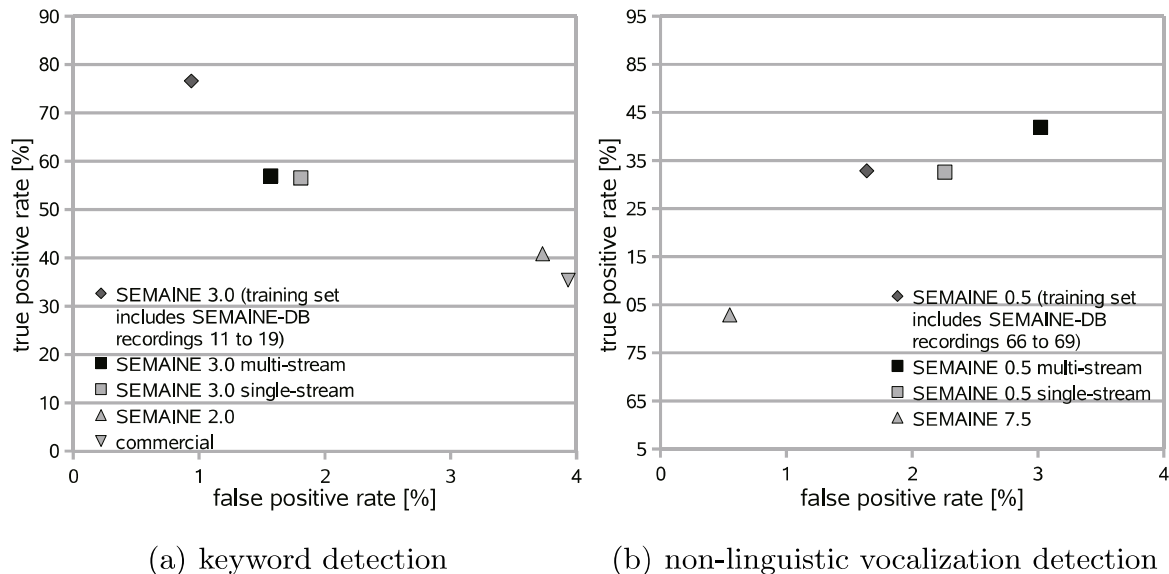 90
80
70
60
50
40
30
20
10
0
true positive rate [%]
SEMAINE 3.0 (training set
includes SEMAINE-DB
recordings 11 to 19)
SEMAINE 3.0 multi-stream
SEMAINE 3.0 single-stream
SEMAINE 2.0
commercial
0 1 2 3 4
false positive rate [%]
(a) keyword detection
95
85
45
35
25
15
05
75
65
5
true positive rate [%]
SEMAINE 0.5 (training set
includes SEMAINE-DB
recordings 66 to 69)
SEMAINE 0.5 multi-stream
SEMAINE 0.5 single-stream
SEMAINE 7.5
0 1 2 3 4
false positive rate [%]
(b) non-linguistic vocalization detection